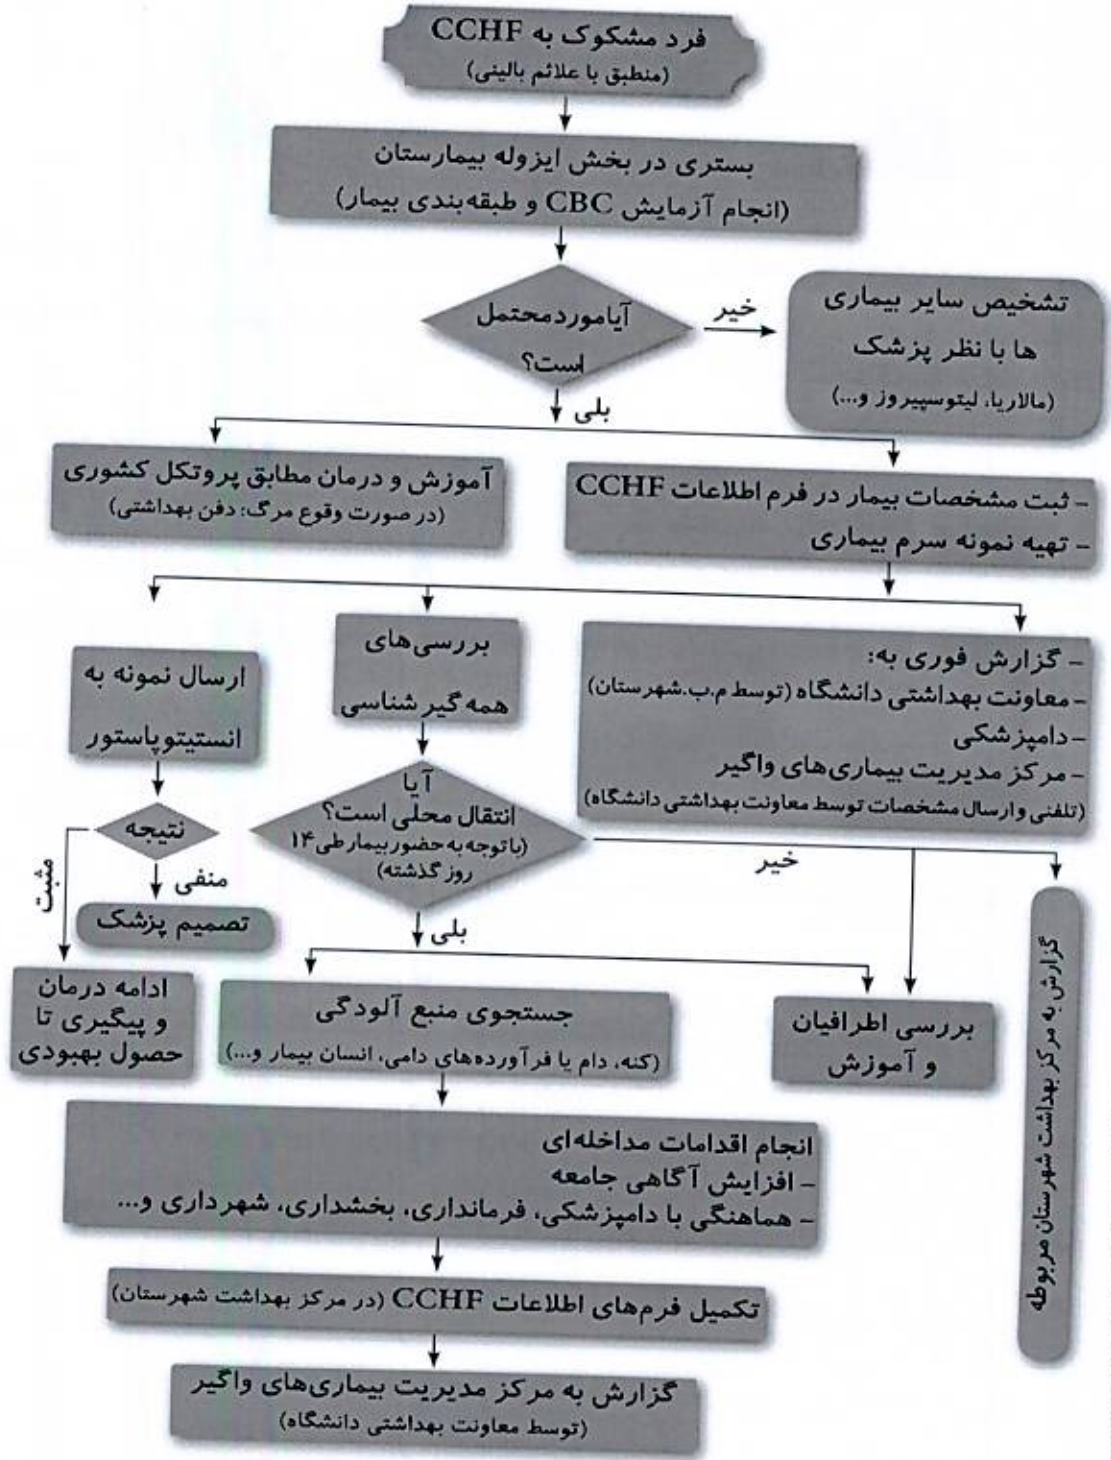 فرد مشکوک به CCHF
(منطبق با علائم بالینی)
بستری در بخش ایزوله بیمارستان
(انجام آزمایش CBC و طبقه‌بندی بیمار)
آیاموردمحتمل
است؟
خیر
تشخیص سایر بیماری
ها با نظر پزشک
(مالاریا، لپتوسپیروز و...)
بلی
- ثبت مشخصات بیمار در فرم اطلاعات CCHF
- تهیه نمونه سرم بیماری
آموزش و درمان مطابق پروتکل کشوری
(در صورت وقوع مرگ: دفن بهداشتی)
- گزارش فوری به:
-معاونت بهداشتی دانشگاه (توسط م.ب.شهرستان)
-دامپزشکی
- مرکز مدیریت بیماری‌های واگیر
(تلفنی و ارسال مشخصات توسط معاونت بهداشتی دانشگاه)
بررسی‌های
همه گیر شناسی
ارسال نمونه به
انستیتو پاستور
آیا
انتقال محلی است؟
(با توجه به حضور بیمار طی ۱۴
روز گذشته)
نتیجه
خیر
بلی
مثبت
منفی
تصمیم پزشک
ادامه درمان
و پیگیری تا
حصول بهبودی
جستجوی منبع آلودگی
(کنه، دام یا فرآورده‌های دامی، انسان بیمار و...)
بررسی اطرافیان
و آموزش
گزارش به مرکز بهداشت شهرستان مربوطه
انجام اقدامات مداخله‌ای
- افزایش آگاهی جامعه
- هماهنگی با دامپزشکی، فرمانداری، بخشداری، شهرداری و...
تکمیل فرم‌های اطلاعات CCHF (در مرکز بهداشت شهرستان)
گزارش به مرکز مدیریت بیماری‌های واگیر
(توسط معاونت بهداشتی دانشگاه)